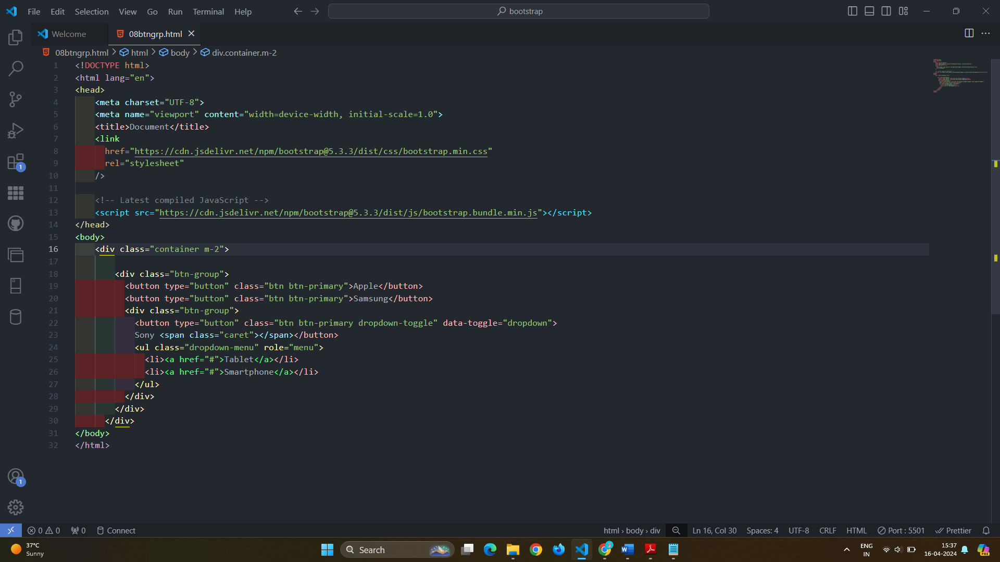 File Edit Selection View Go Run Terminal Help bootstrap
Welcome 08btngrp.html
08btngrp.html > html > body > div.container.m-2
1 <!DOCTYPE html>
2 <html lang="en">
3 <head>
4 <meta charset="UTF-8">
5 <meta name="viewport" content="width=device-width, initial-scale=1.0">
6 <title>Document</title>
7 <link
8 href="https://cdn.jsdelivr.net/npm/bootstrap@5.3.3/dist/css/bootstrap.min.css"
9 rel="stylesheet"
10 />
11
12 <!-- Latest compiled JavaScript -->
13 <script src="https://cdn.jsdelivr.net/npm/bootstrap@5.3.3/dist/js/bootstrap.bundle.min.js"></script>
14 </head>
15 <body>
16 <div class="container m-2">
17
18 <div class="btn-group">
19 <button type="button" class="btn btn-primary">Apple</button>
20 <button type="button" class="btn btn-primary">Samsung</button>
21 <div class="btn-group">
22 <button type="button" class="btn btn-primary dropdown-toggle" data-toggle="dropdown">
23 Sony <span class="caret"></span></button>
24 <ul class="dropdown-menu" role="menu">
25 <li><a href="#">Tablet</a></li>
26 <li><a href="#">Smartphone</a></li>
27 </ul>
28 </div>
29 </div>
30 </div>
31 </body>
32 </html>
1
1
0 0 0 Connect html › body › div Ln 16, Col 30 Spaces: 4 UTF-8 CRLF HTML Port : 5501 Prettier
37°C
Sunny
Search
ENG
IN
15:37
16-04-2024
PRE